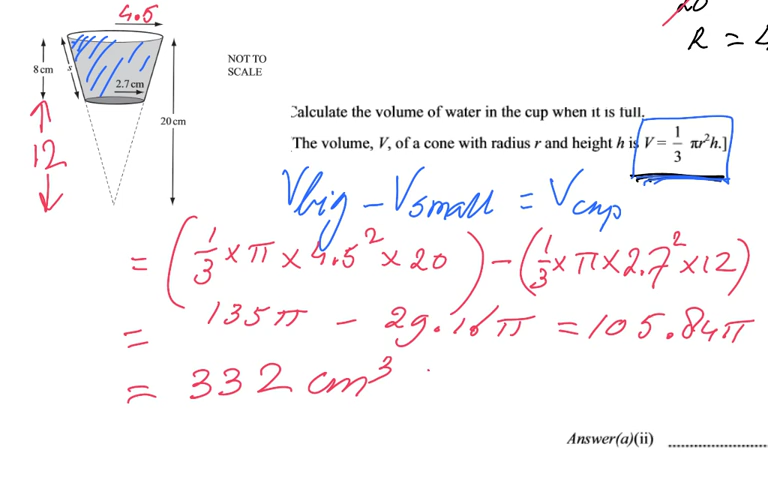 4.5
20
R = 4
8 cm
s
2.7 cm
20 cm
12
NOT TO
SCALE
Calculate the volume of water in the cup when it is full.
[The volume, V, of a cone with radius r and height h is V = 1/3 πr²h.]
Vbig - Vsmall = Vcup
= (1/3 × π × 4.5² × 20) - (1/3 × π × 2.7² × 12)
= 135π - 29.16π = 105.84π
= 332 cm³.
Answer(a)(ii) ....................